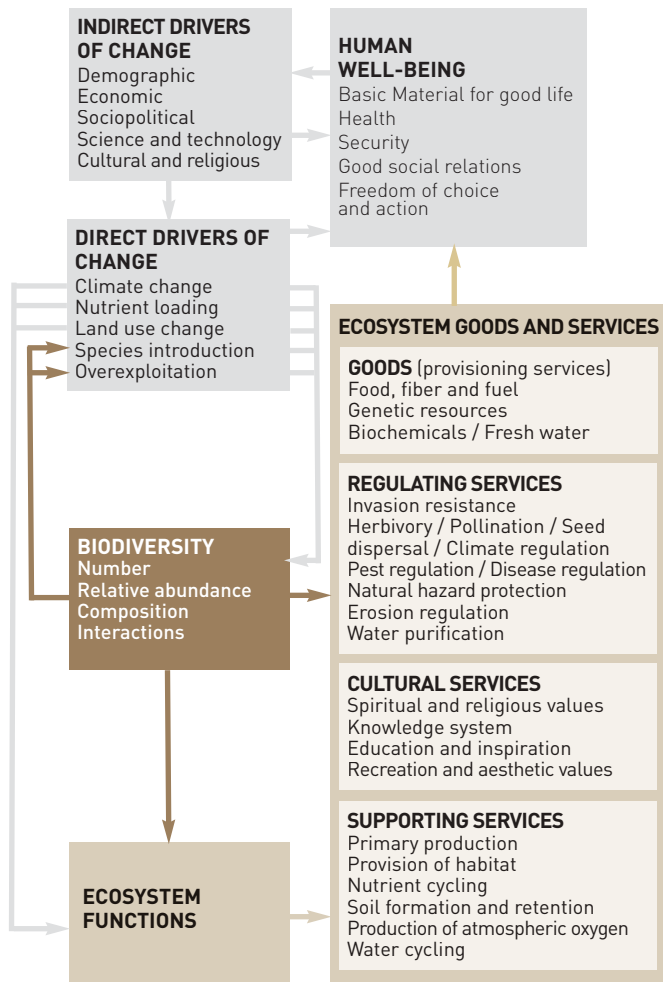 INDIRECT DRIVERS
OF CHANGE
Demographic
Economic
Sociopolitical
Science and technology
Cultural and religious
HUMAN
WELL-BEING
Basic Material for good life
Health
Security
Good social relations
Freedom of choice
and action
DIRECT DRIVERS OF
CHANGE
Climate change
Nutrient loading
Land use change
Species introduction
Overexploitation
BIODIVERSITY
Number
Relative abundance
Composition
Interactions
ECOSYSTEM
FUNCTIONS
ECOSYSTEM GOODS AND SERVICES
GOODS (provisioning services)
Food, fiber and fuel
Genetic resources
Biochemicals / Fresh water
REGULATING SERVICES
Invasion resistance
Herbivory / Pollination / Seed
dispersal / Climate regulation
Pest regulation / Disease regulation
Natural hazard protection
Erosion regulation
Water purification
CULTURAL SERVICES
Spiritual and religious values
Knowledge system
Education and inspiration
Recreation and aesthetic values
SUPPORTING SERVICES
Primary production
Provision of habitat
Nutrient cycling
Soil formation and retention
Production of atmospheric oxygen
Water cycling